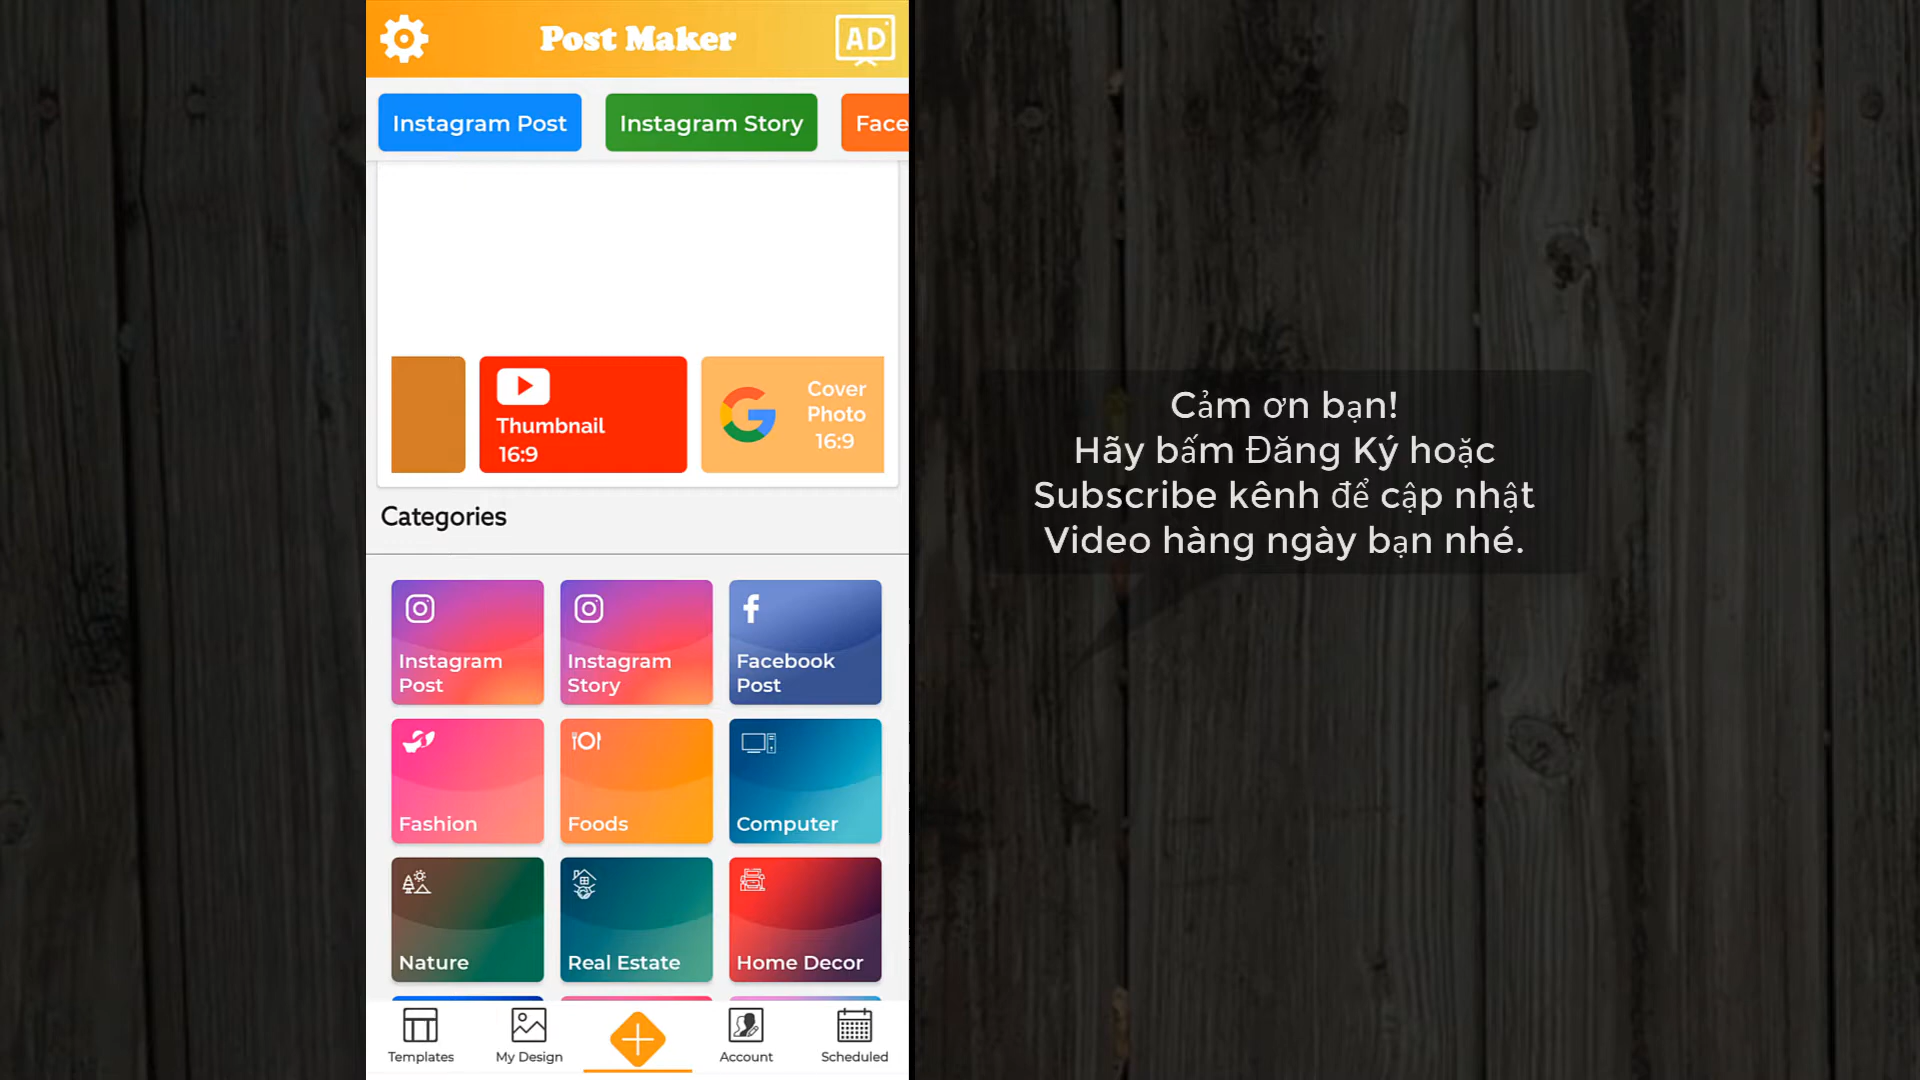 Post Maker
AD
Instagram Post
Instagram Story
Face
Thumbnail
16:9
Cover
Photo
16:9
Categories
Instagram
Post
Instagram
Story
Facebook
Post
Fashion
Foods
Computer
Nature
Real Estate
Home Decor
Templates
My Design
Account
Scheduled
Cảm ơn bạn!
Hãy bấm Đăng Ký hoặc
Subscribe kênh để cập nhật
Video hàng ngày bạn nhé.